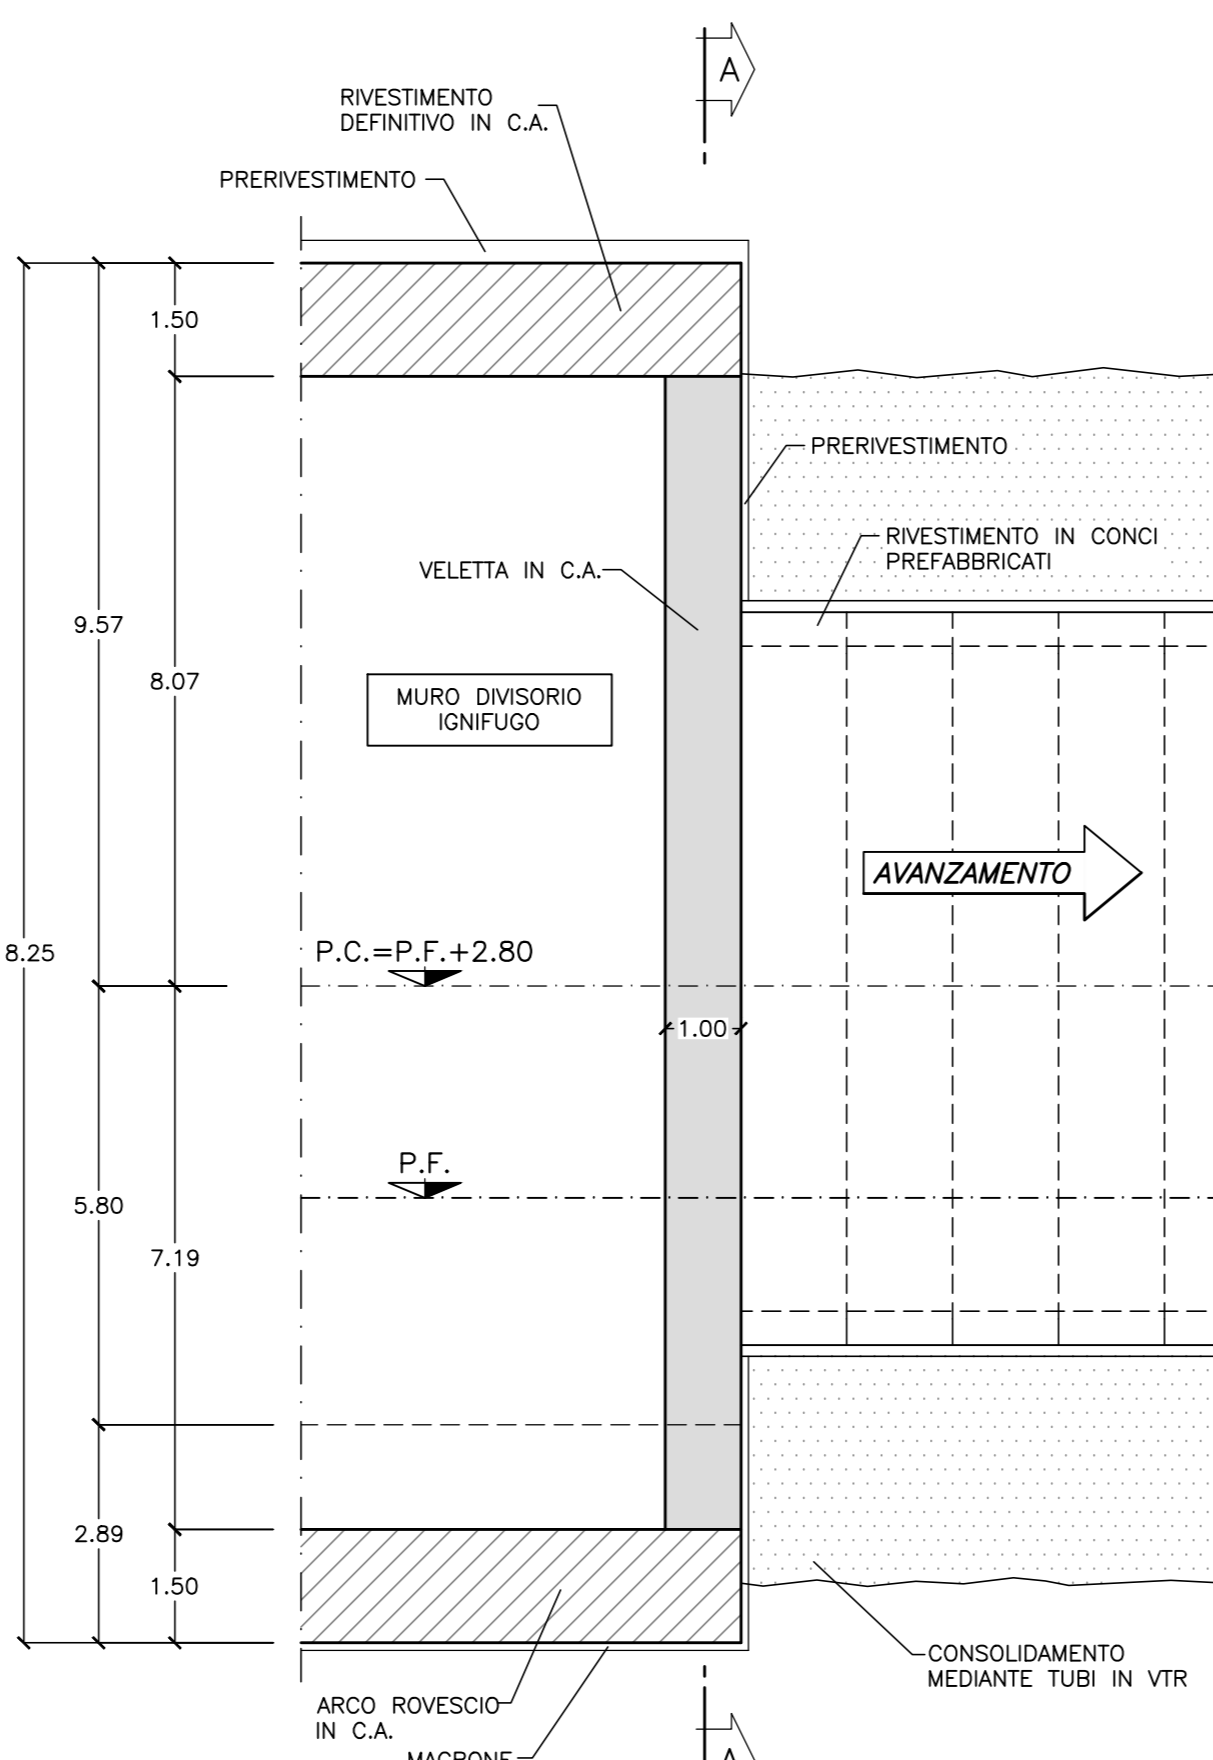 A
RIVESTIMENTO
DEFINITIVO IN C.A.
PRERIVESTIMENTO
1.50
PRERIVESTIMENTO
RIVESTIMENTO IN CONCI
PREFABBRICATI
VELETTA IN C.A.
9.57
8.07
MURO DIVISORIO
IGNIFUGO
AVANZAMENTO
8.25
P.C.=P.F.+2.80
1.00
P.F.
5.80
7.19
2.89
1.50
CONSOLIDAMENTO
MEDIANTE TUBI IN VTR
ARCO ROVESCIO
IN C.A.
MAGRONE
A